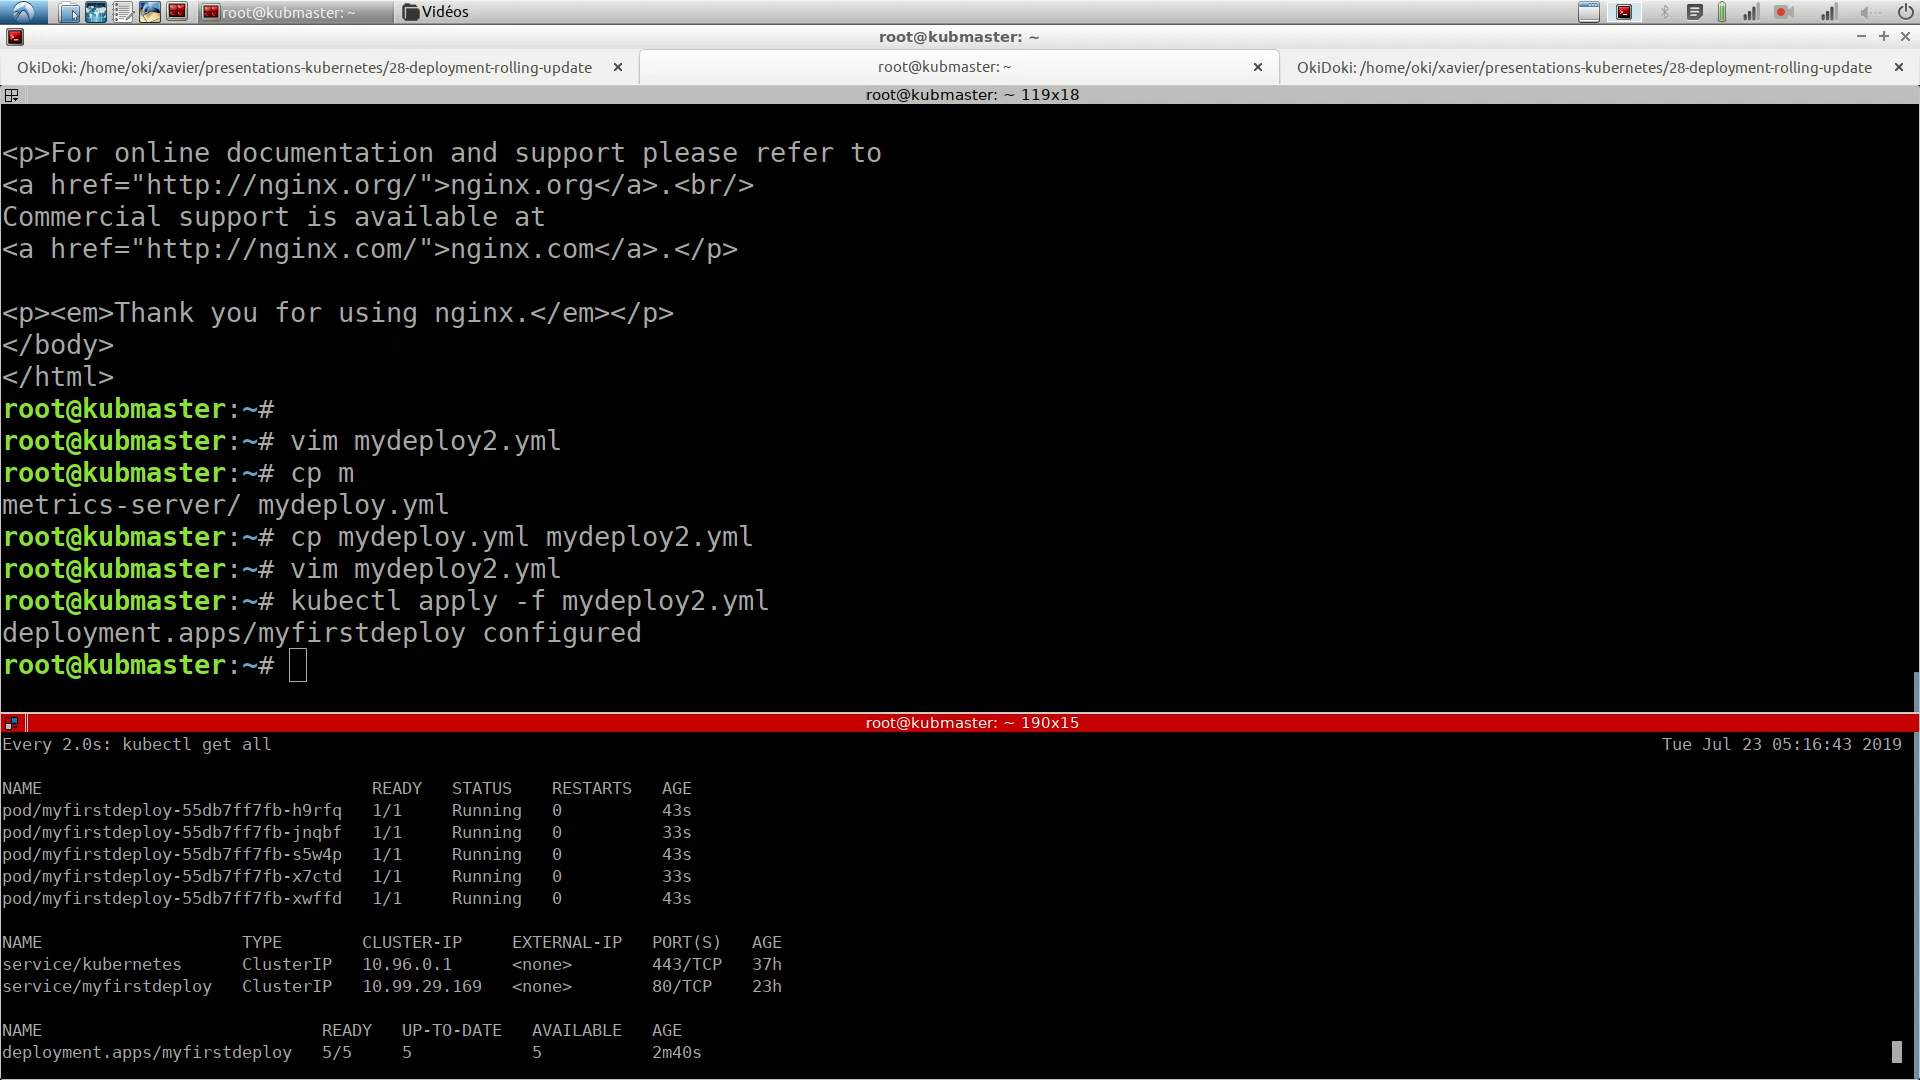 root@kubmaster: ~
Vidéos
root@kubmaster: ~
OkiDoki: /home/oki/xavier/presentations-kubernetes/28-deployment-rolling-update
root@kubmaster: ~
OkiDoki: /home/oki/xavier/presentations-kubernetes/28-deployment-rolling-update
root@kubmaster: ~ 119x18
<p>For online documentation and support please refer to
<a href="http://nginx.org/">nginx.org</a>.<br/>
Commercial support is available at
<a href="http://nginx.com/">nginx.com</a>.</p>
<p><em>Thank you for using nginx.</em></p>
</body>
</html>
root@kubmaster:~#
root@kubmaster:~# vim mydeploy2.yml
root@kubmaster:~# cp m
metrics-server/ mydeploy.yml
root@kubmaster:~# cp mydeploy.yml mydeploy2.yml
root@kubmaster:~# vim mydeploy2.yml
root@kubmaster:~# kubectl apply -f mydeploy2.yml
deployment.apps/myfirstdeploy configured
root@kubmaster:~#
root@kubmaster: ~ 190x15
Every 2.0s: kubectl get all Tue Jul 23 05:16:43 2019
NAME READY STATUS RESTARTS AGE
pod/myfirstdeploy-55db7ff7fb-h9rfq 1/1 Running 0 43s
pod/myfirstdeploy-55db7ff7fb-jnqbf 1/1 Running 0 33s
pod/myfirstdeploy-55db7ff7fb-s5w4p 1/1 Running 0 43s
pod/myfirstdeploy-55db7ff7fb-x7ctd 1/1 Running 0 33s
pod/myfirstdeploy-55db7ff7fb-xwffd 1/1 Running 0 43s
NAME TYPE CLUSTER-IP EXTERNAL-IP PORT(S) AGE
service/kubernetes ClusterIP 10.96.0.1 <none> 443/TCP 37h
service/myfirstdeploy ClusterIP 10.99.29.169 <none> 80/TCP 23h
NAME READY UP-TO-DATE AVAILABLE AGE
deployment.apps/myfirstdeploy 5/5 5 5 2m40s